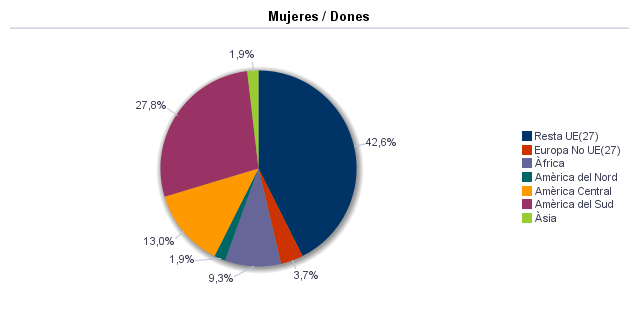 Mujeres / Dones
1,9%
27,8%
42,6%
13,0%
1,9%
9,3%
3,7%
Resta UE(27)
Europa No UE(27)
Àfrica
Amèrica del Nord
Amèrica Central
Amèrica del Sud
Àsia